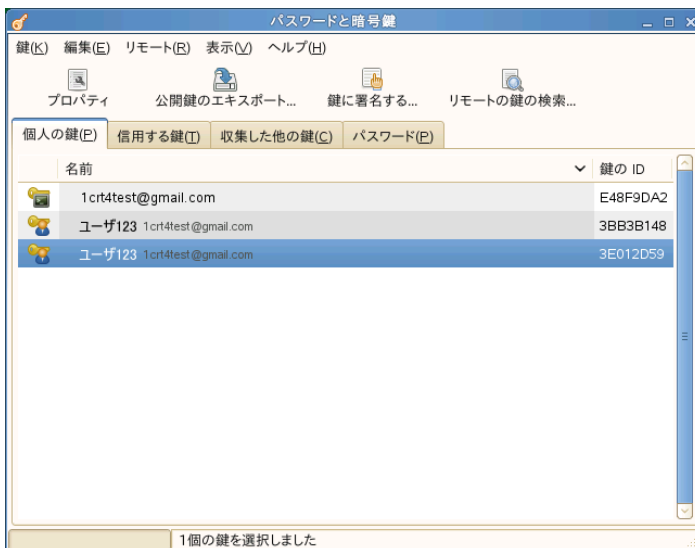 パスワードと暗号鍵
鍵(K) 編集(E) リモート(R) 表示(V) ヘルプ(H)
プロパティ 公開鍵のエキスポート... 鍵に署名する... リモートの鍵の検索...
個人の鍵(P) 信用する鍵(T) 収集した他の鍵(C) パスワード(P)
名前 鍵の ID
1crt4test@gmail.com E48F9DA2
ユーザ123 1crt4test@gmail.com 3BB3B148
ユーザ123 1crt4test@gmail.com 3E012D59
1個の鍵を選択しました